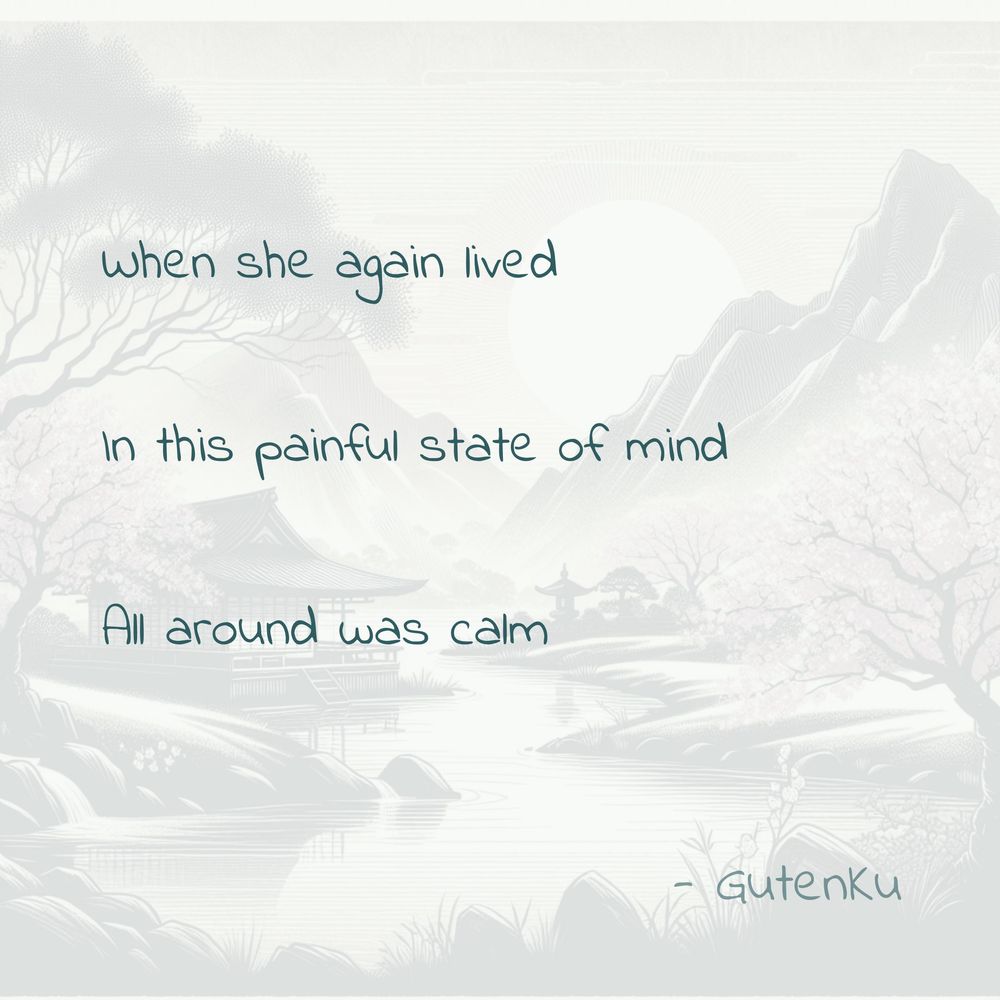 When she again lived
In this painful state of mind
All around was calm
- GutenKu